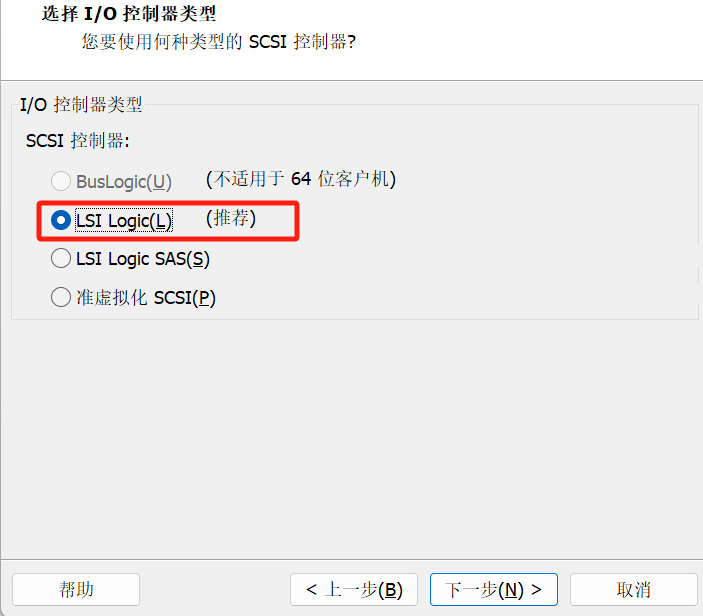 选择 I/O 控制器类型
您要使用何种类型的 SCSI 控制器?
I/O 控制器类型
SCSI 控制器:
BusLogic(U) (不适用于 64 位客户机)
LSI Logic(L) (推荐)
LSI Logic SAS(S)
准虚拟化 SCSI(P)
帮助 < 上一步(B) 下一步(N) > 取消